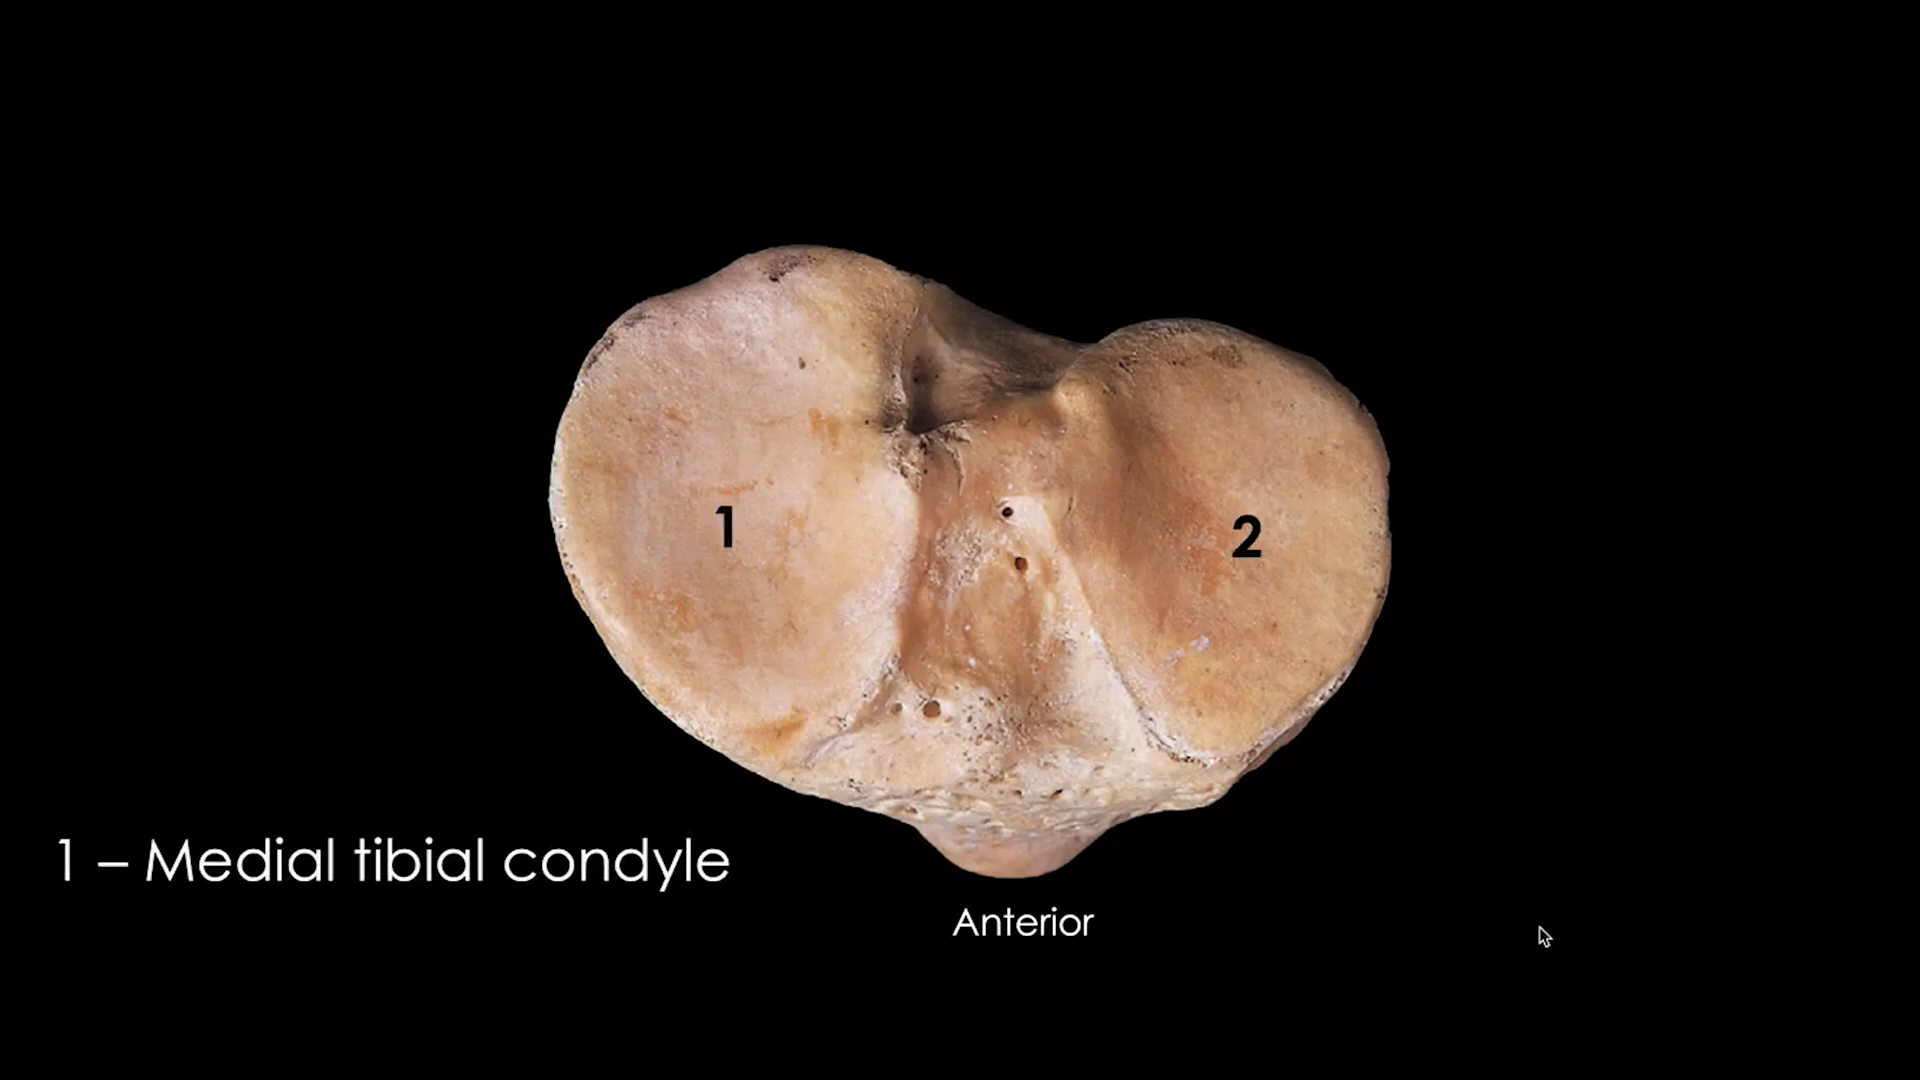 1
2
1 – Medial tibial condyle
Anterior